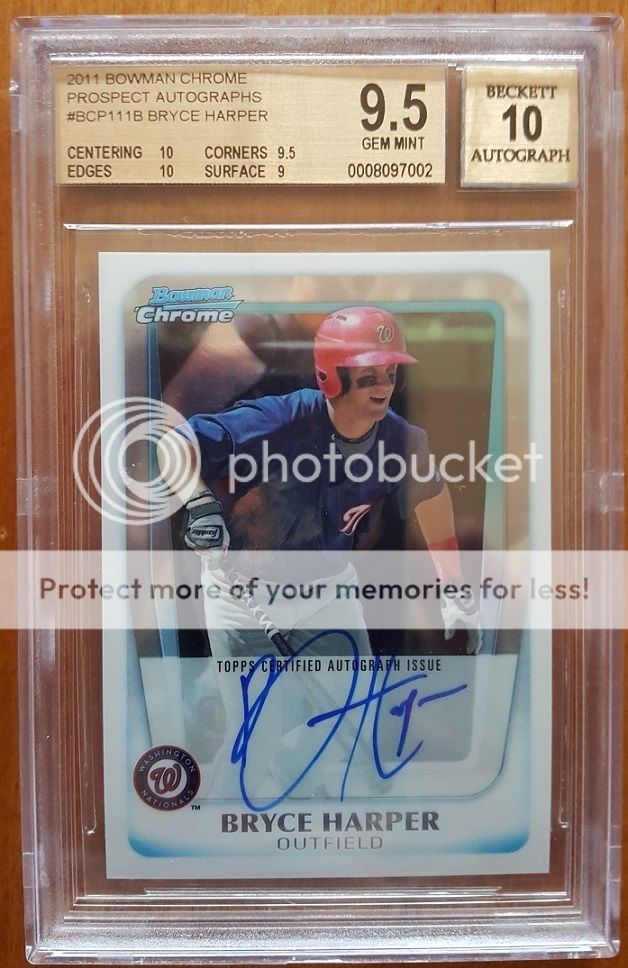 2011 BOWMAN CHROME
PROSPECT AUTOGRAPHS
#BCP111B BRYCE HARPER
CENTERING 10 CORNERS 9.5
EDGES 10 SURFACE 9
9.5
GEM MINT
0008097002
BECKETT
10
AUTOGRAPH
Bowman
Chrome
W
photobucket
Franklin
Protect more of your memories for less!
TOPPS CERTIFIED AUTOGRAPH ISSUE
WASHINGTON
W
NATIONALS
TM
BRYCE HARPER
OUTFIELD